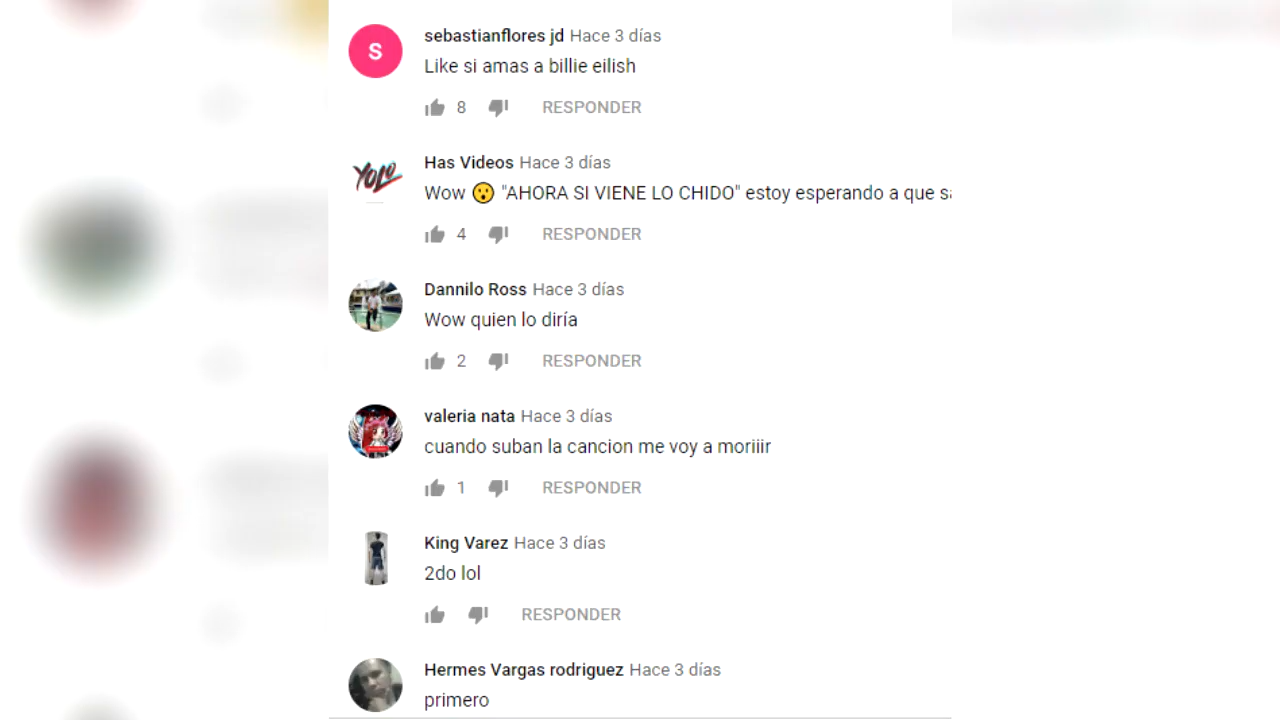 S
sebastianflores jd Hace 3 días
Like si amas a billie eilish
8 RESPONDER
YOLO
Has Videos Hace 3 días
Wow 😮 "AHORA SI VIENE LO CHIDO" estoy esperando a que
4 RESPONDER
Dannilo Ross Hace 3 días
Wow quien lo diría
2 RESPONDER
valeria nata Hace 3 días
cuando suban la cancion me voy a moriiir
1 RESPONDER
King Varez Hace 3 días
2do lol
RESPONDER
Hermes Vargas rodriguez Hace 3 días
primero